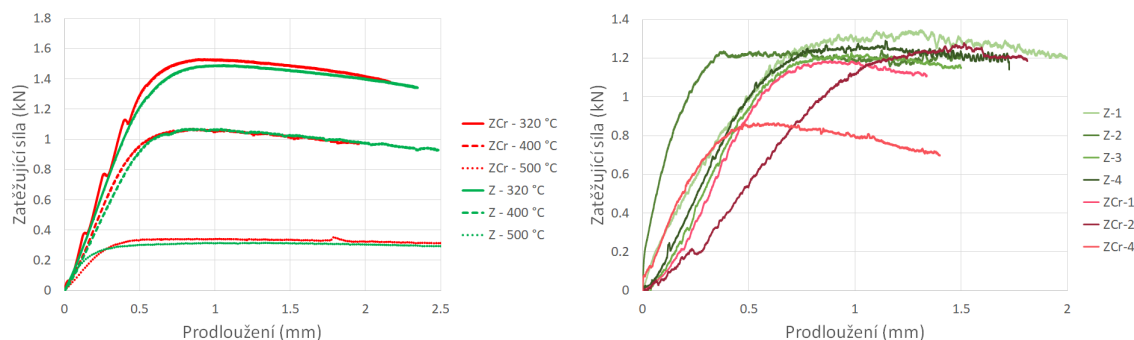 Zatěžující síla (kN)
1.8
1.6
1.4
1.2
1
0.8
0.6
0.4
0.2
0
0 0.5 1 1.5 2 2.5
Prodloužení (mm)
ZCr - 320 °C
ZCr - 400 °C
ZCr - 500 °C
Z - 320 °C
Z - 400 °C
Z - 500 °C
Zatěžující síla (kN)
1.4
1.2
1
0.8
0.6
0.4
0.2
0
0 0.5 1 1.5 2
Prodloužení (mm)
Z-1
Z-2
Z-3
Z-4
ZCr-1
ZCr-2
ZCr-4